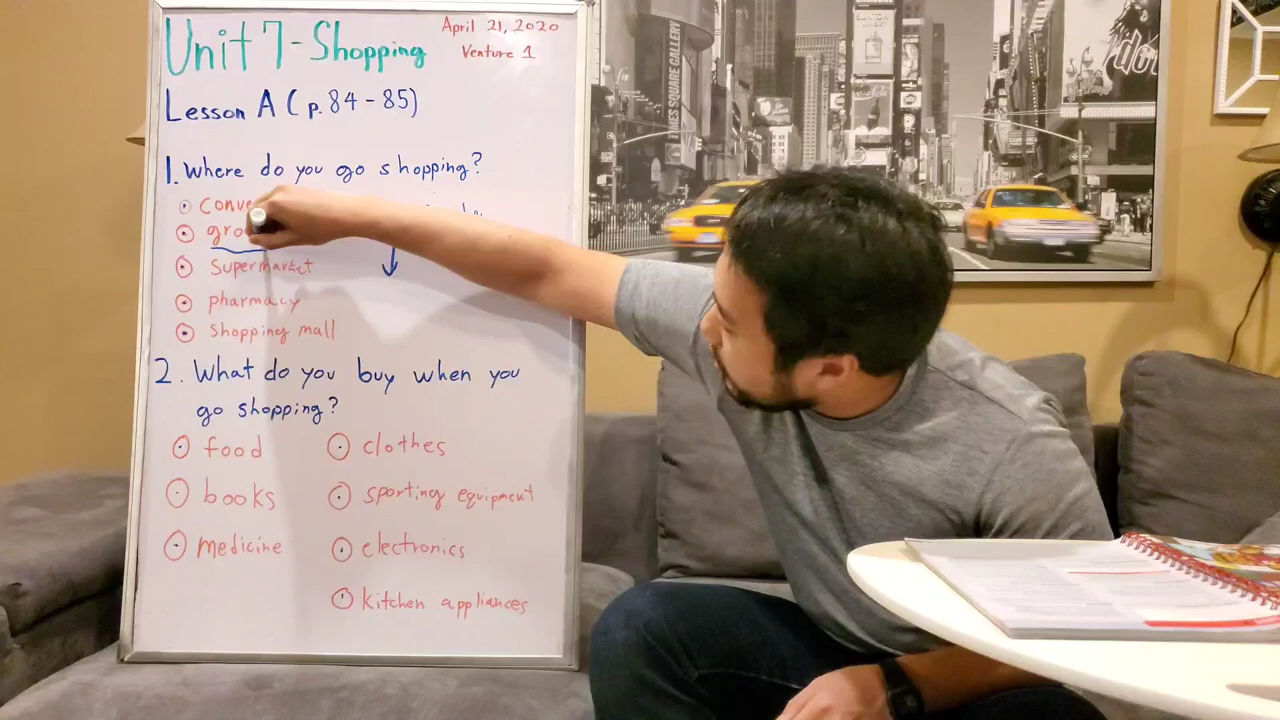 Unit 7 - Shopping
April 21, 2020
Venture 1
Lesson A (p. 84 - 85)
1. Where do you go shopping?
Supermarket
pharmacy
shopping mall
2. What do you buy when you
go shopping?
food
clothes
books
sporting equipment
medicine
electronics
kitchen appliances